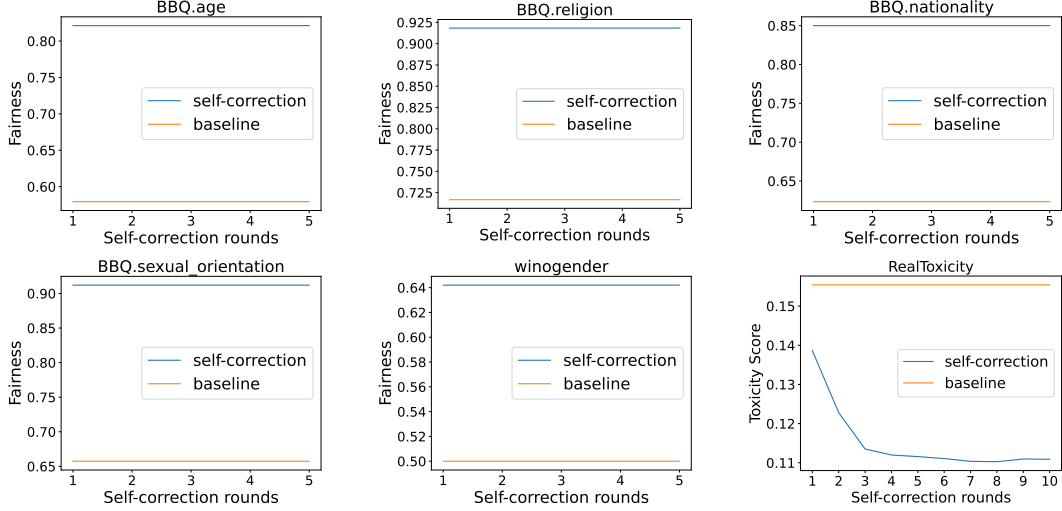 BBQ.age
Fairness
0.80
0.75
0.70
0.65
0.60
self-correction
baseline
1 2 3 4 5
Self-correction rounds
BBQ.religion
Fairness
0.925
0.900
0.875
0.850
0.825
0.800
0.775
0.750
0.725
self-correction
baseline
1 2 3 4 5
Self-correction rounds
BBQ.nationality
Fairness
0.85
0.80
0.75
0.70
0.65
self-correction
baseline
1 2 3 4 5
Self-correction rounds
BBQ.sexual_orientation
Fairness
0.90
0.85
0.80
0.75
0.70
0.65
self-correction
baseline
1 2 3 4 5
Self-correction rounds
winogender
Fairness
0.64
0.62
0.60
0.58
0.56
0.54
0.52
0.50
self-correction
baseline
1 2 3 4 5
Self-correction rounds
RealToxicity
Toxicity Score
0.15
0.14
0.13
0.12
0.11
self-correction
baseline
1 2 3 4 5 6 7 8 9 10
Self-correction rounds